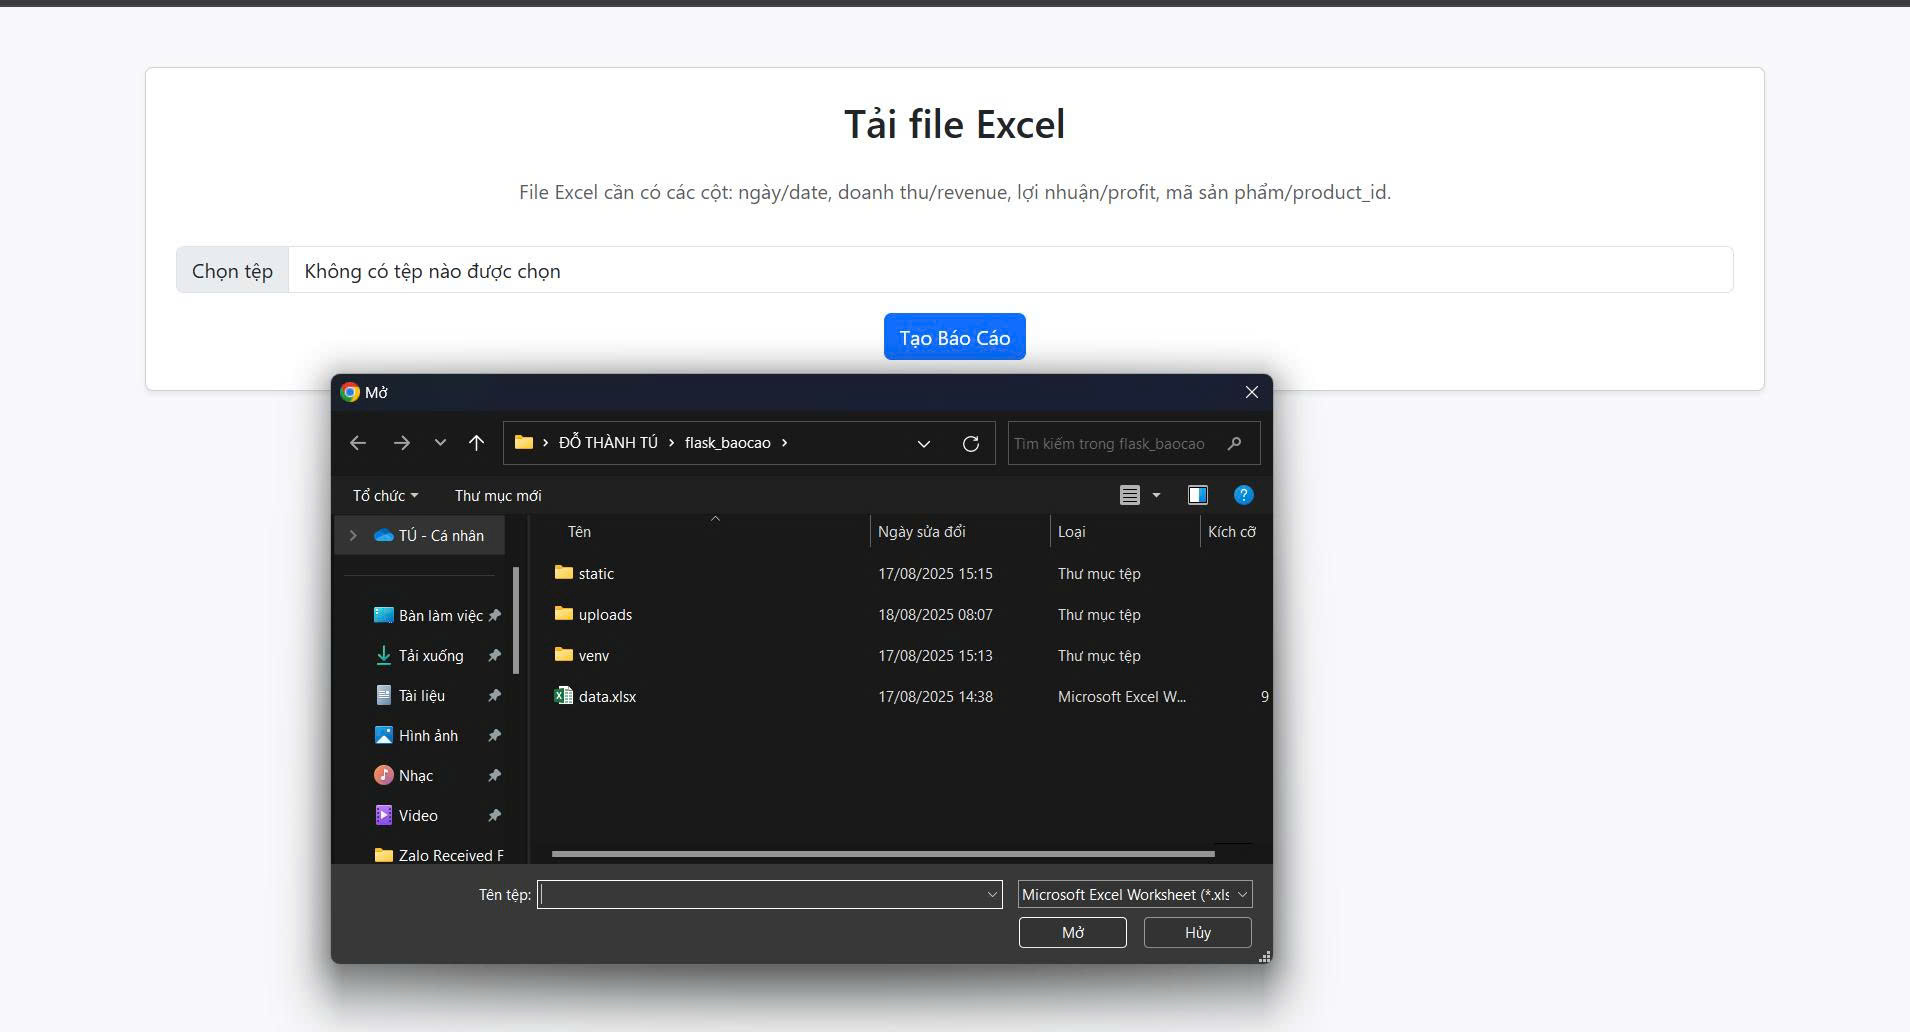 Tải file Excel
File Excel cần có các cột: ngày/date, doanh thu/revenue, lợi nhuận/profit, mã sản phẩm/product_id.
Chọn tệp Không có tệp nào được chọn
Tạo Báo Cáo
Mở
ĐỖ THÀNH TÚ > flask_baocao >
Tìm kiếm trong flask_baocao
Tổ chức Thư mục mới
TÚ - Cá nhân
Bàn làm việc
Tải xuống
Tài liệu
Hình ảnh
Nhạc
Video
Zalo Received F
Tên Ngày sửa đổi Loại Kích cỡ
static 17/08/2025 15:15 Thư mục tệp
uploads 18/08/2025 08:07 Thư mục tệp
venv 17/08/2025 15:13 Thư mục tệp
data.xlsx 17/08/2025 14:38 Microsoft Excel W... 9
Tên tệp: Microsoft Excel Worksheet (*.xls
Mở Hủy